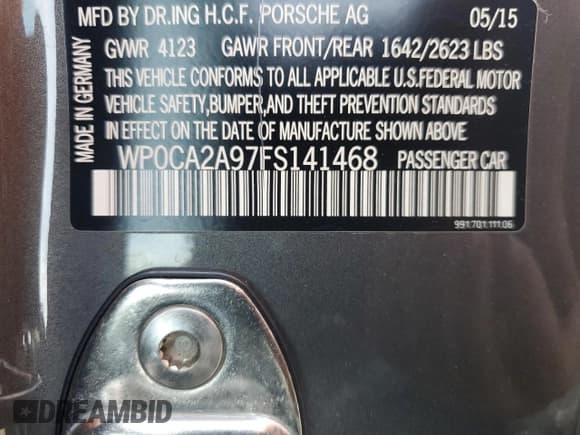 MFD BY DR.ING H.C.F. PORSCHE AG 05/15
GVWR 4123 GAWR FRONT/REAR 1642/2623 LBS
THIS VEHICLE CONFORMS TO ALL APPLICABLE U.S.FEDERAL MOTOR
VEHICLE SAFETY,BUMPER,AND THEFT PREVENTION STANDARDS
IN EFFECT ON THE DATE OF MANUFACTURE SHOWN ABOVE
WP0CA2A97FS141468 PASSENGER CAR
MADE IN GERMANY
991.701.111.06
DREAMBID